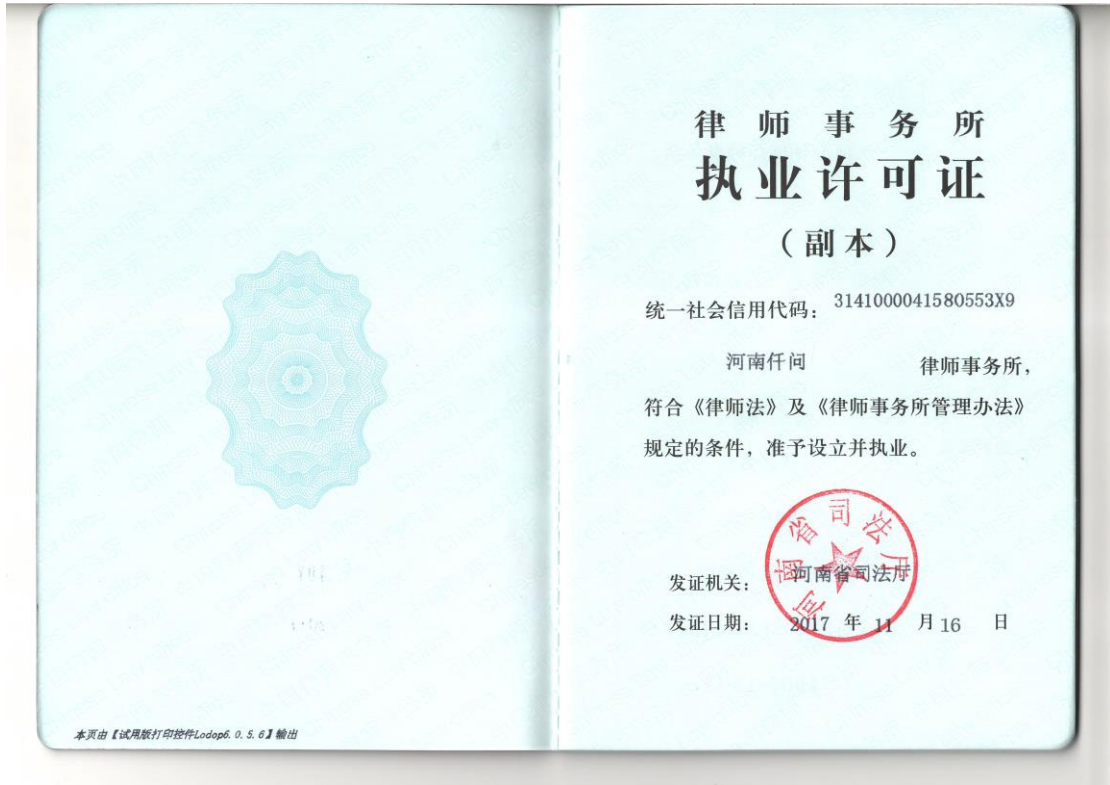 律师事务所
执业许可证
（副本）
统一社会信用代码： 3141000041580553X9
河南仟问 律师事务所，
符合《律师法》及《律师事务所管理办法》
规定的条件，准予设立并执业。
河南省司法厅
发证机关： 河南省司法厅
发证日期： 2017 年 11 月 16 日
本页由【试用版打印控件Lodop6.0.5.6】输出